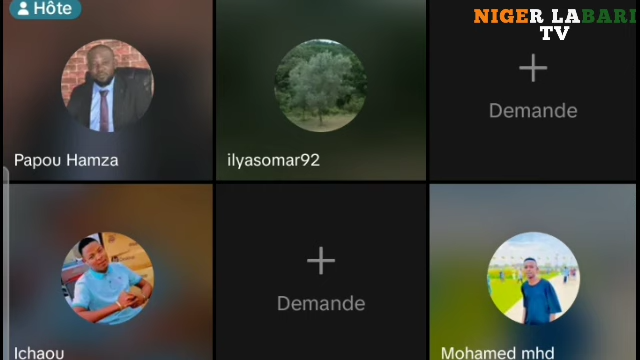 Hôte
NIGER LABARI
TV
Demande
Papou Hamza
ilyasomar92
Demande
Ichaou
Mohamed mhd